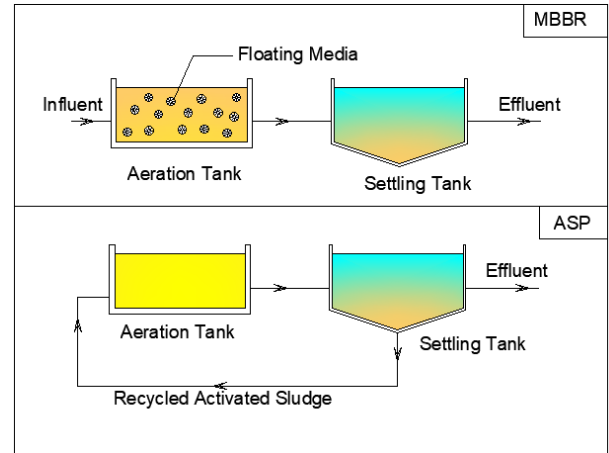 MBBR
Floating Media
Influent
Effluent
Aeration Tank
Settling Tank
ASP
Effluent
Aeration Tank
Settling Tank
Recycled Activated Sludge